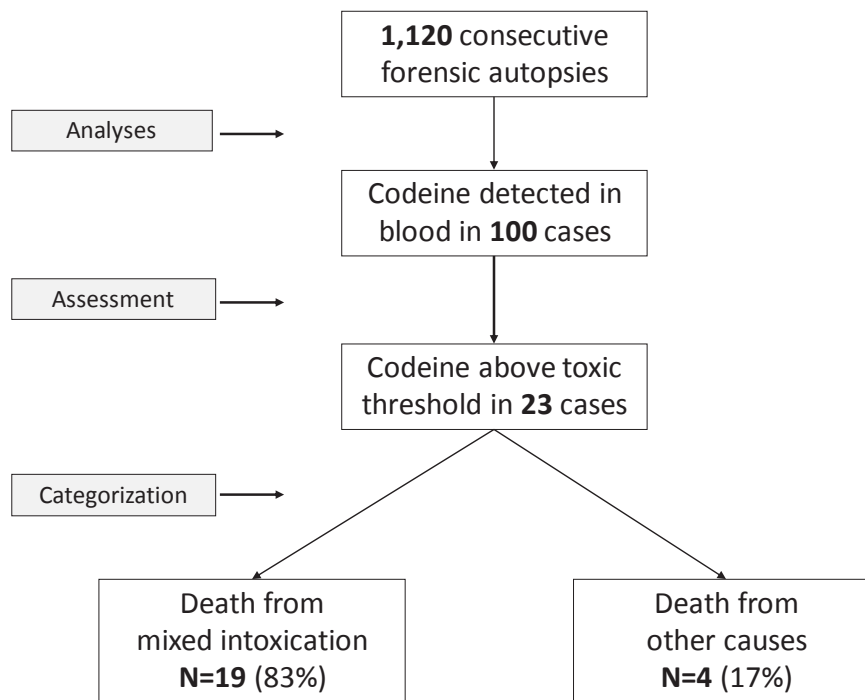 1,120 consecutive
forensic autopsies
Analyses
Codeine detected in
blood in 100 cases
Assessment
Codeine above toxic
threshold in 23 cases
Categorization
Death from
mixed intoxication
N=19 (83%)
Death from
other causes
N=4 (17%)